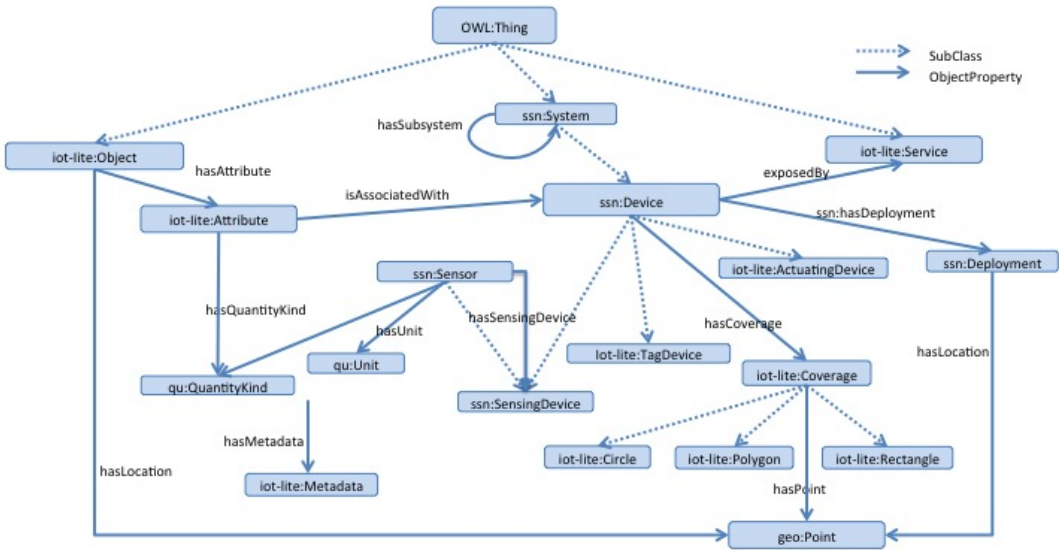 OWL:Thing
SubClass
ObjectProperty
hasSubsystem
ssn:System
iot-lite:Object
iot-lite:Service
hasAttribute
exposedBy
isAssociatedWith
ssn:Device
iot-lite:Attribute
ssn:hasDeployment
ssn:Sensor
iot-lite:ActuatingDevice
ssn:Deployment
hasQuantityKind
hasUnit
hasSensingDevice
hasCoverage
Iot-lite:TagDevice
hasLocation
qu:Unit
iot-lite:Coverage
qu:QuantityKind
ssn:SensingDevice
hasMetadata
iot-lite:Circle
iot-lite:Polygon
iot-lite:Rectangle
hasLocation
iot-lite:Metadata
hasPoint
geo:Point